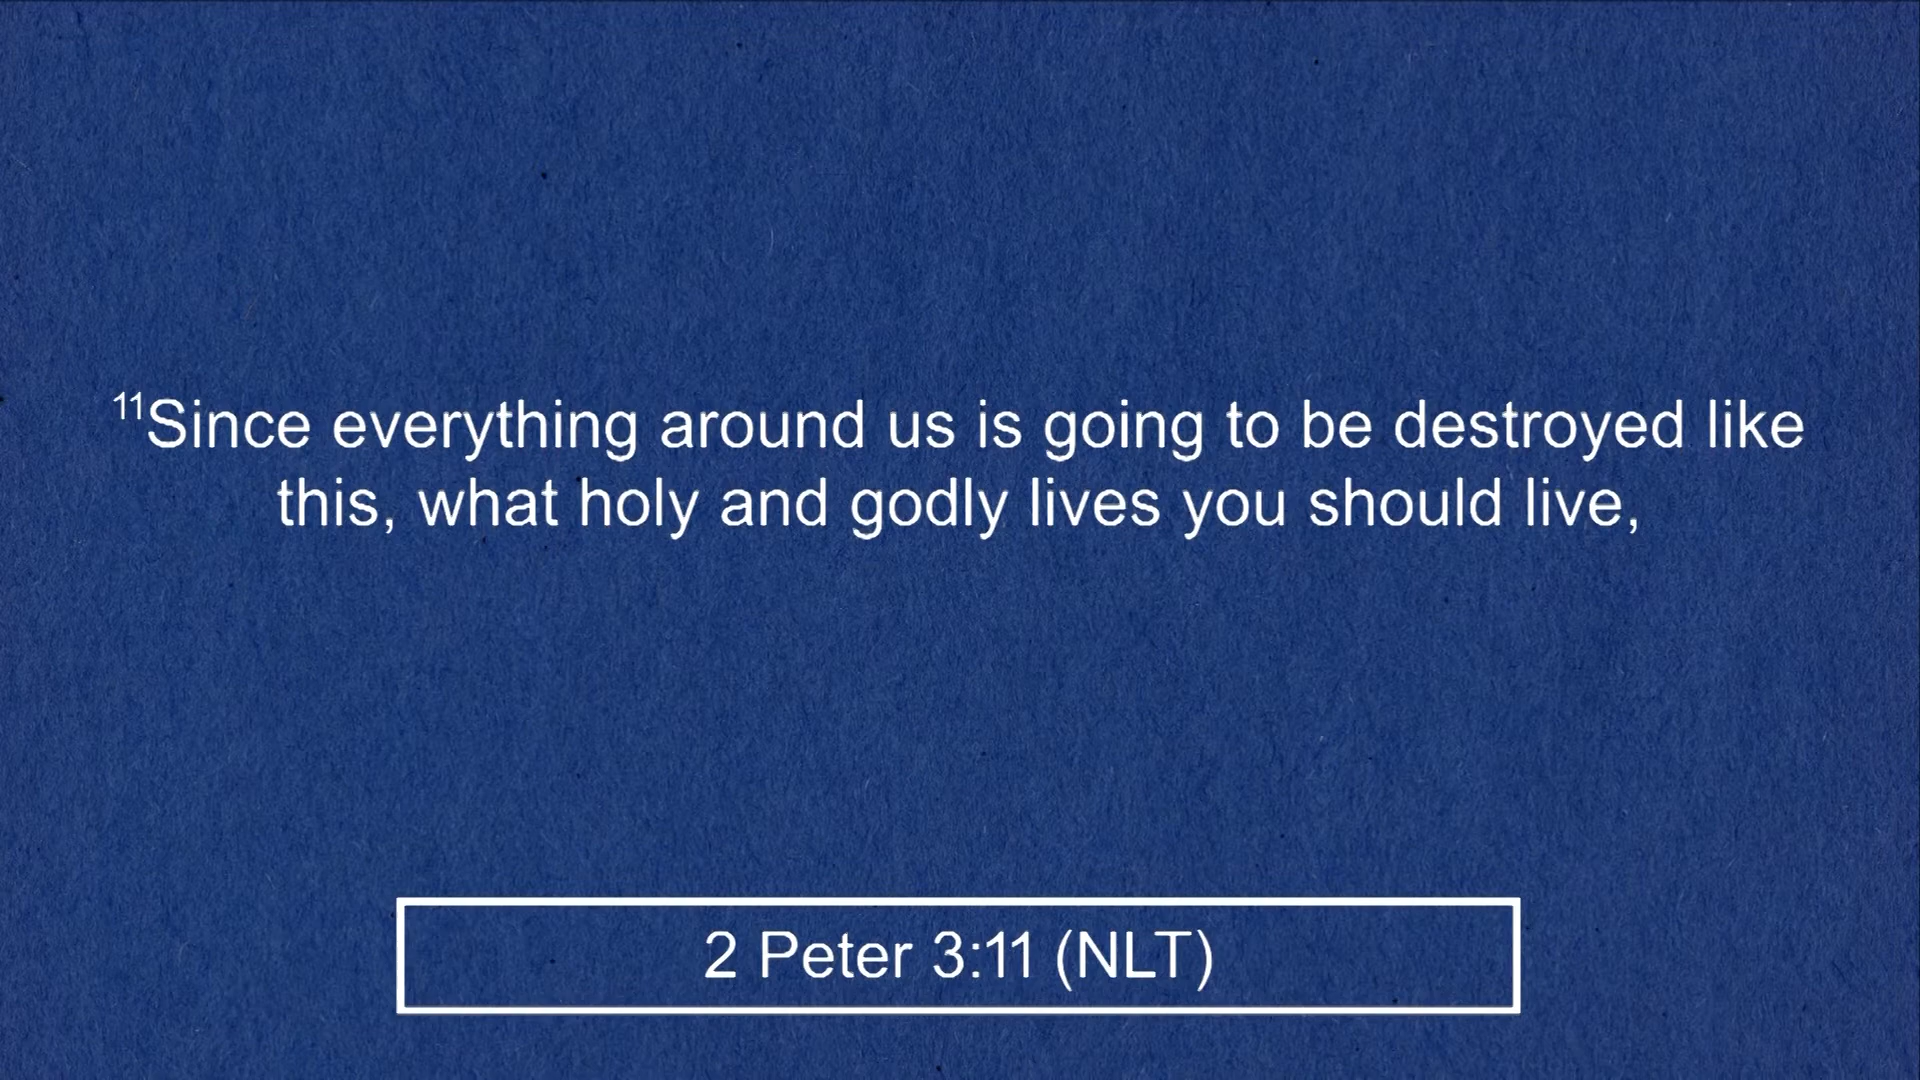 ¹¹Since everything around us is going to be destroyed like
this, what holy and godly lives you should live,
2 Peter 3:11 (NLT)